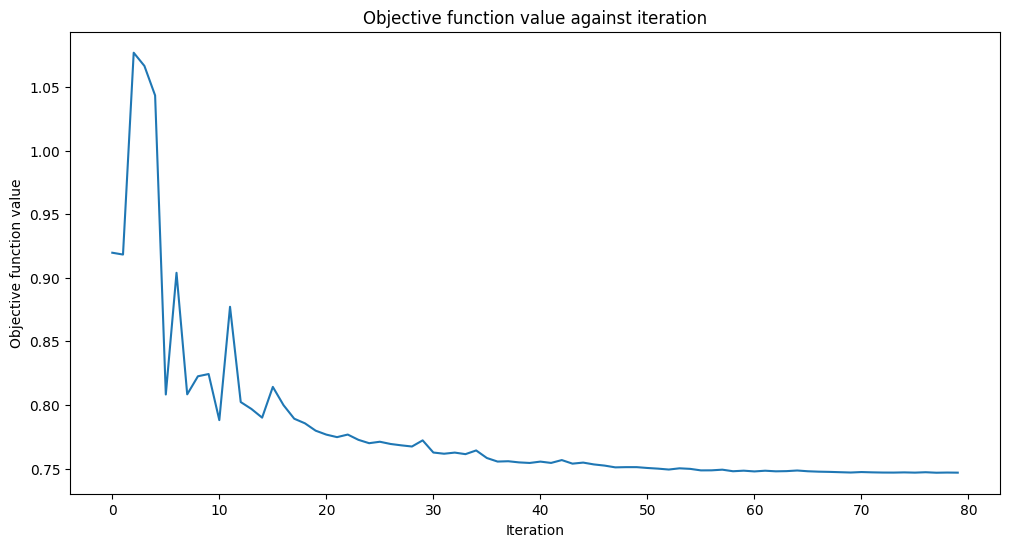 Objective function value against iteration
Objective function value
1.05
1.00
0.95
0.90
0.85
0.80
0.75
0 10 20 30 40 50 60 70 80
Iteration